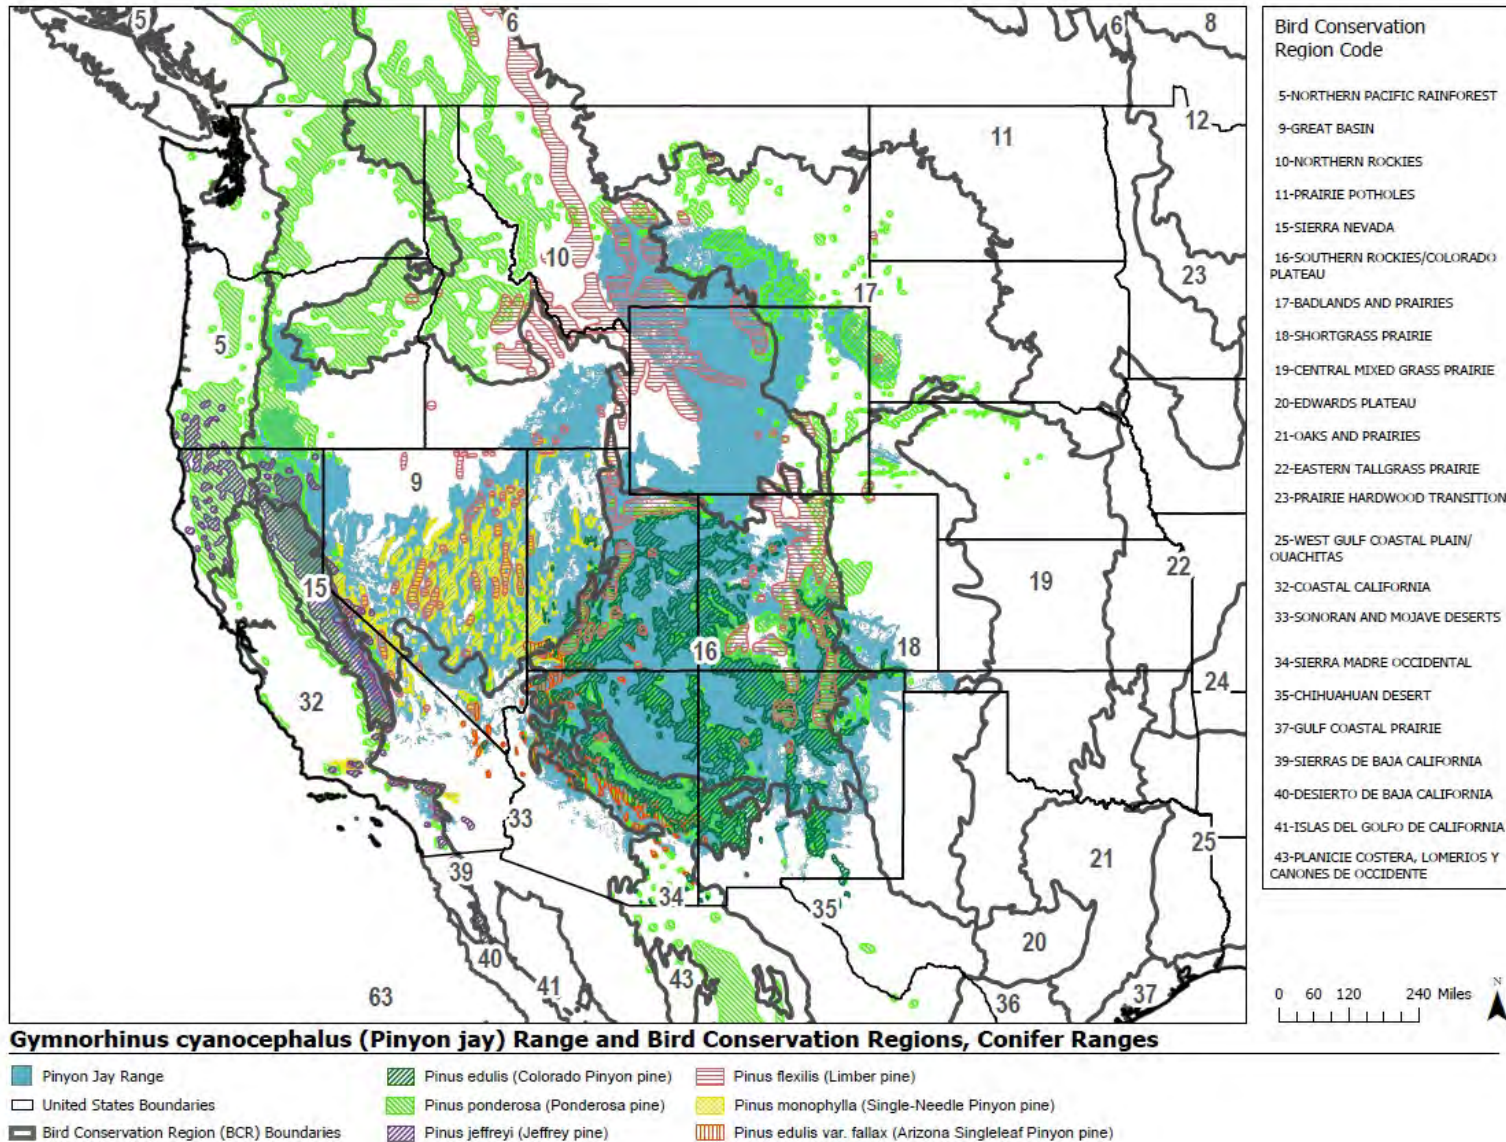 5
6
6
8
12
11
10
23
17
5
9
19
22
15
16
18
32
24
33
25
21
39
34
35
20
40
41
43
63
36
37
Bird Conservation
Region Code
5-NORTHERN PACIFIC RAINFOREST
9-GREAT BASIN
10-NORTHERN ROCKIES
11-PRAIRIE POTHOLES
15-SIERRA NEVADA
16-SOUTHERN ROCKIES/COLORADO
PLATEAU
17-BADLANDS AND PRAIRIES
18-SHORTGRASS PRAIRIE
19-CENTRAL MIXED GRASS PRAIRIE
20-EDWARDS PLATEAU
21-OAKS AND PRAIRIES
22-EASTERN TALLGRASS PRAIRIE
23-PRAIRIE HARDWOOD TRANSITION
25-WEST GULF COASTAL PLAIN/
OUACHITAS
32-COASTAL CALIFORNIA
33-SONORAN AND MOJAVE DESERTS
34-SIERRA MADRE OCCIDENTAL
35-CHIHUAHUAN DESERT
37-GULF COASTAL PRAIRIE
39-SIERRAS DE BAJA CALIFORNIA
40-DESIERTO DE BAJA CALIFORNIA
41-ISLAS DEL GOLFO DE CALIFORNIA
43-PLANICIE COSTERA, LOMERIOS Y
CANONES DE OCCIDENTE
N
0 60 120 240 Miles
Gymnorhinus cyanocephalus (Pinyon jay) Range and Bird Conservation Regions, Conifer Ranges
Pinyon Jay Range
United States Boundaries
Bird Conservation Region (BCR) Boundaries
Pinus edulis (Colorado Pinyon pine)
Pinus ponderosa (Ponderosa pine)
Pinus jeffreyi (Jeffrey pine)
Pinus flexilis (Limber pine)
Pinus monophylla (Single-Needle Pinyon pine)
Pinus edulis var. fallax (Arizona Singleleaf Pinyon pine)